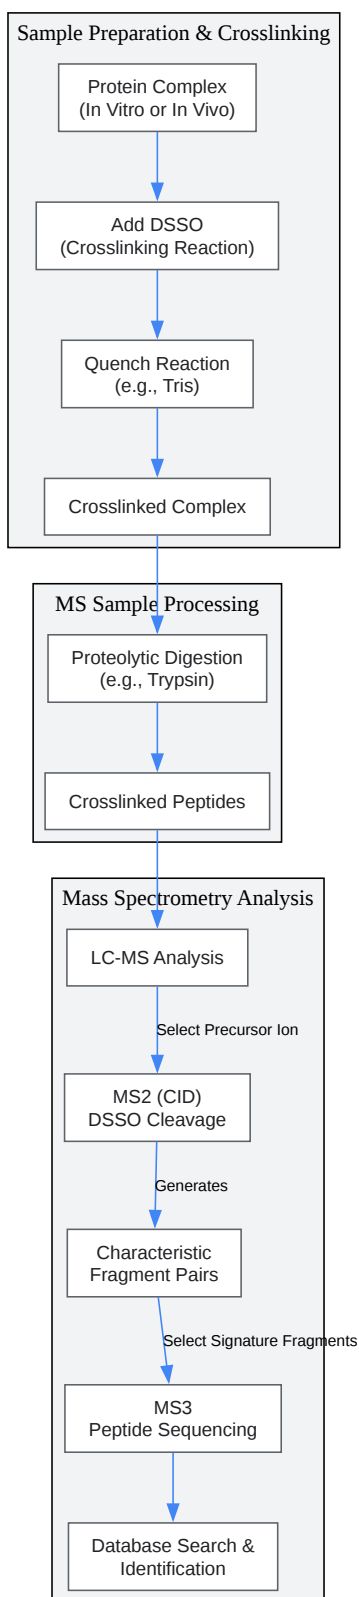 Sample Preparation & Crosslinking
Protein Complex
(In Vitro or In Vivo)
Add DSSO
(Crosslinking Reaction)
Quench Reaction
(e.g., Tris)
Crosslinked Complex
MS Sample Processing
Proteolytic Digestion
(e.g., Trypsin)
Crosslinked Peptides
Mass Spectrometry Analysis
LC-MS Analysis
Select Precursor Ion
MS2 (CID)
DSSO Cleavage
Generates
Characteristic
Fragment Pairs
Select Signature Fragments
MS3
Peptide Sequencing
Database Search &
Identification